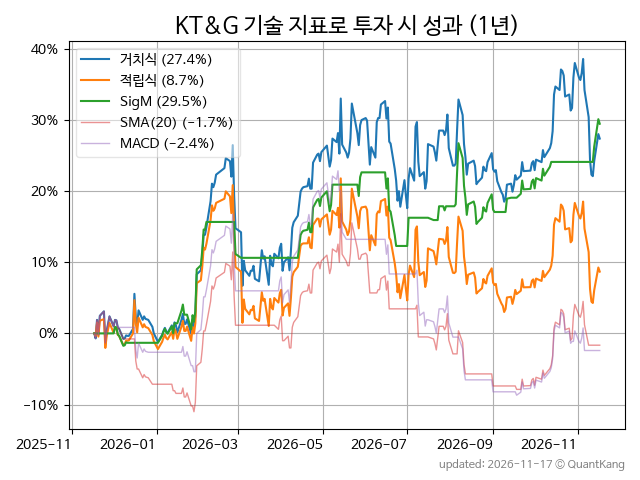 KT&G 기술 지표로 투자 시 성과 (1년)
거치식 (27.4%)
적립식 (8.7%)
SigM (29.5%)
SMA(20) (−1.7%)
MACD (−2.4%)
40%
30%
20%
10%
0%
−10%
2025-11
2026-01
2026-03
2026-05
2026-07
2026-09
2026-11
updated: 2026-11-17 © QuantKang